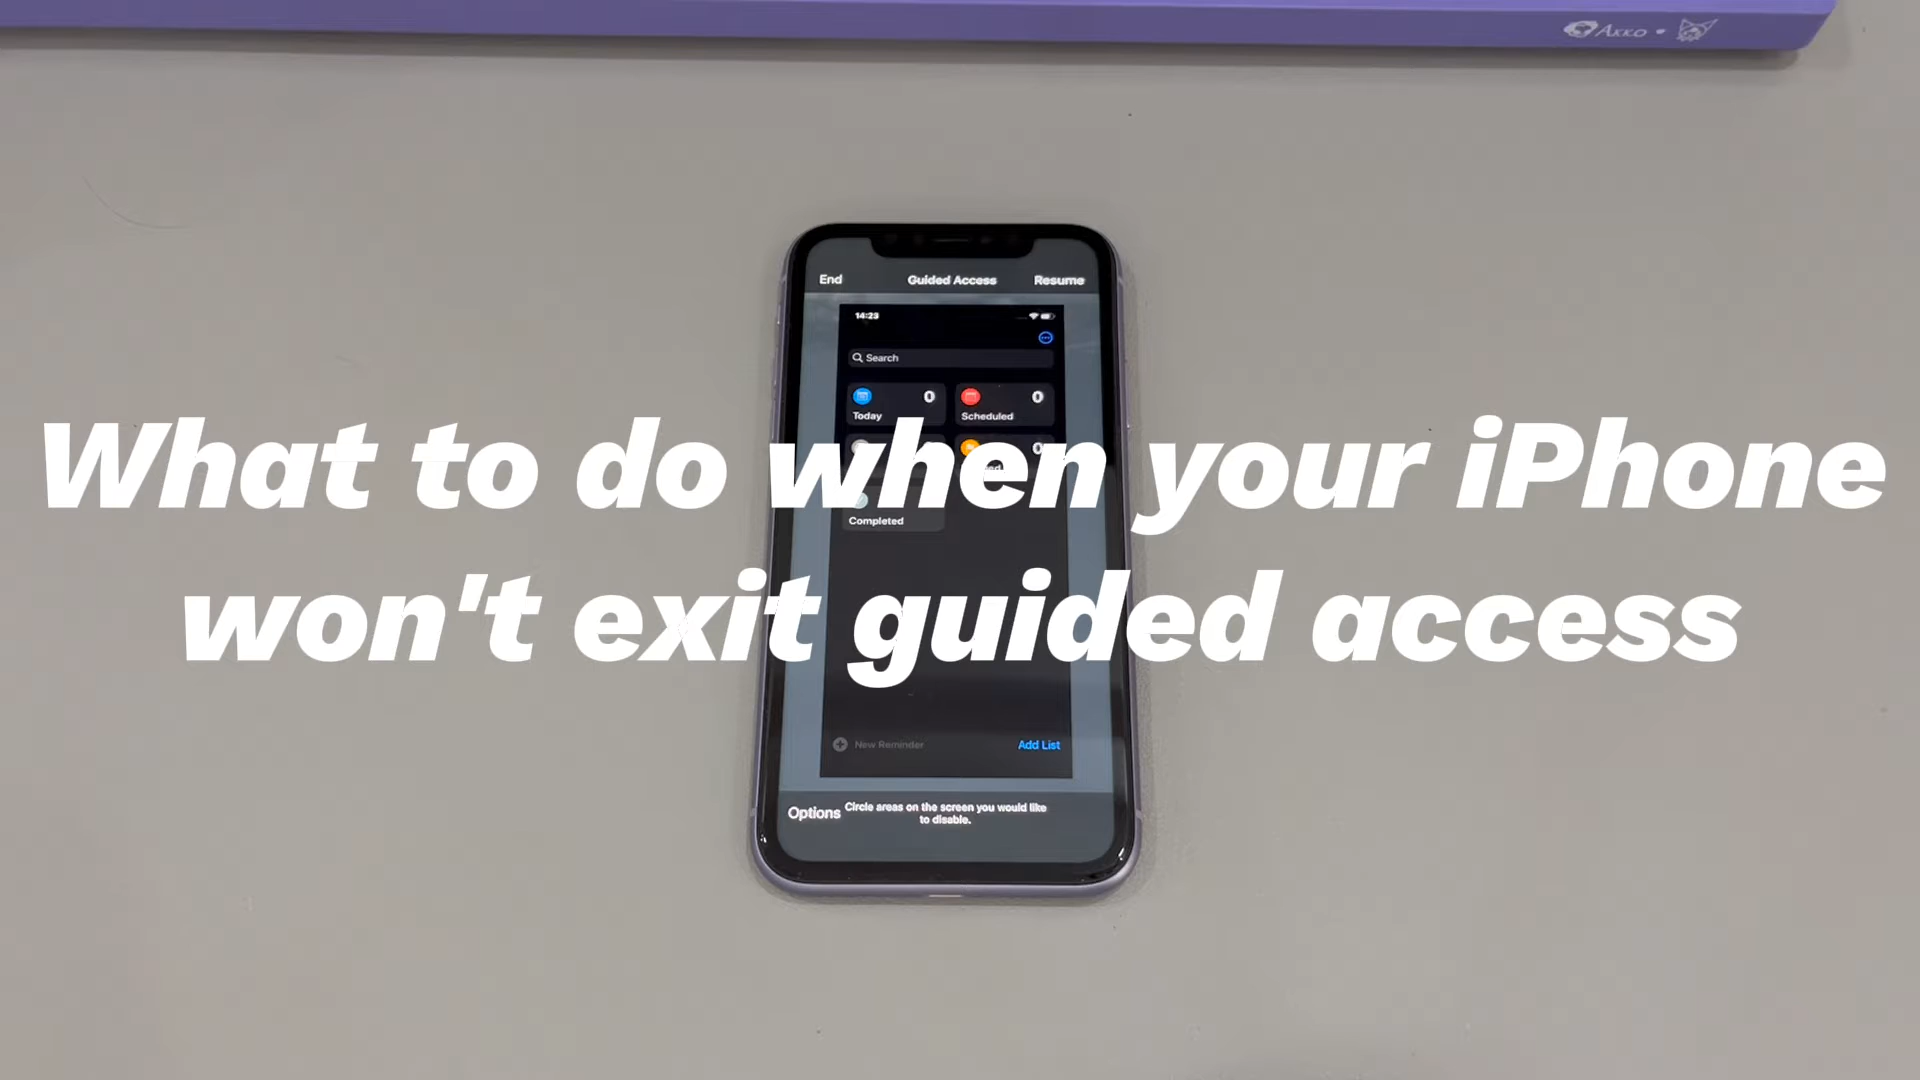 Akko
End Guided Access Resume
14:23
Search
0 0
Today Scheduled
What to do when your iPhone
Completed
won't exit guided access
New Reminder Add List
Options Circle areas on the screen you would like
to disable.